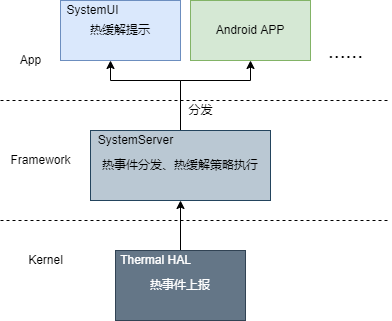 SystemUI
热缓解提示
Android APP
App
......
分发
SystemServer
Framework
热事件分发、热缓解策略执行
Kernel
Thermal HAL
热事件上报